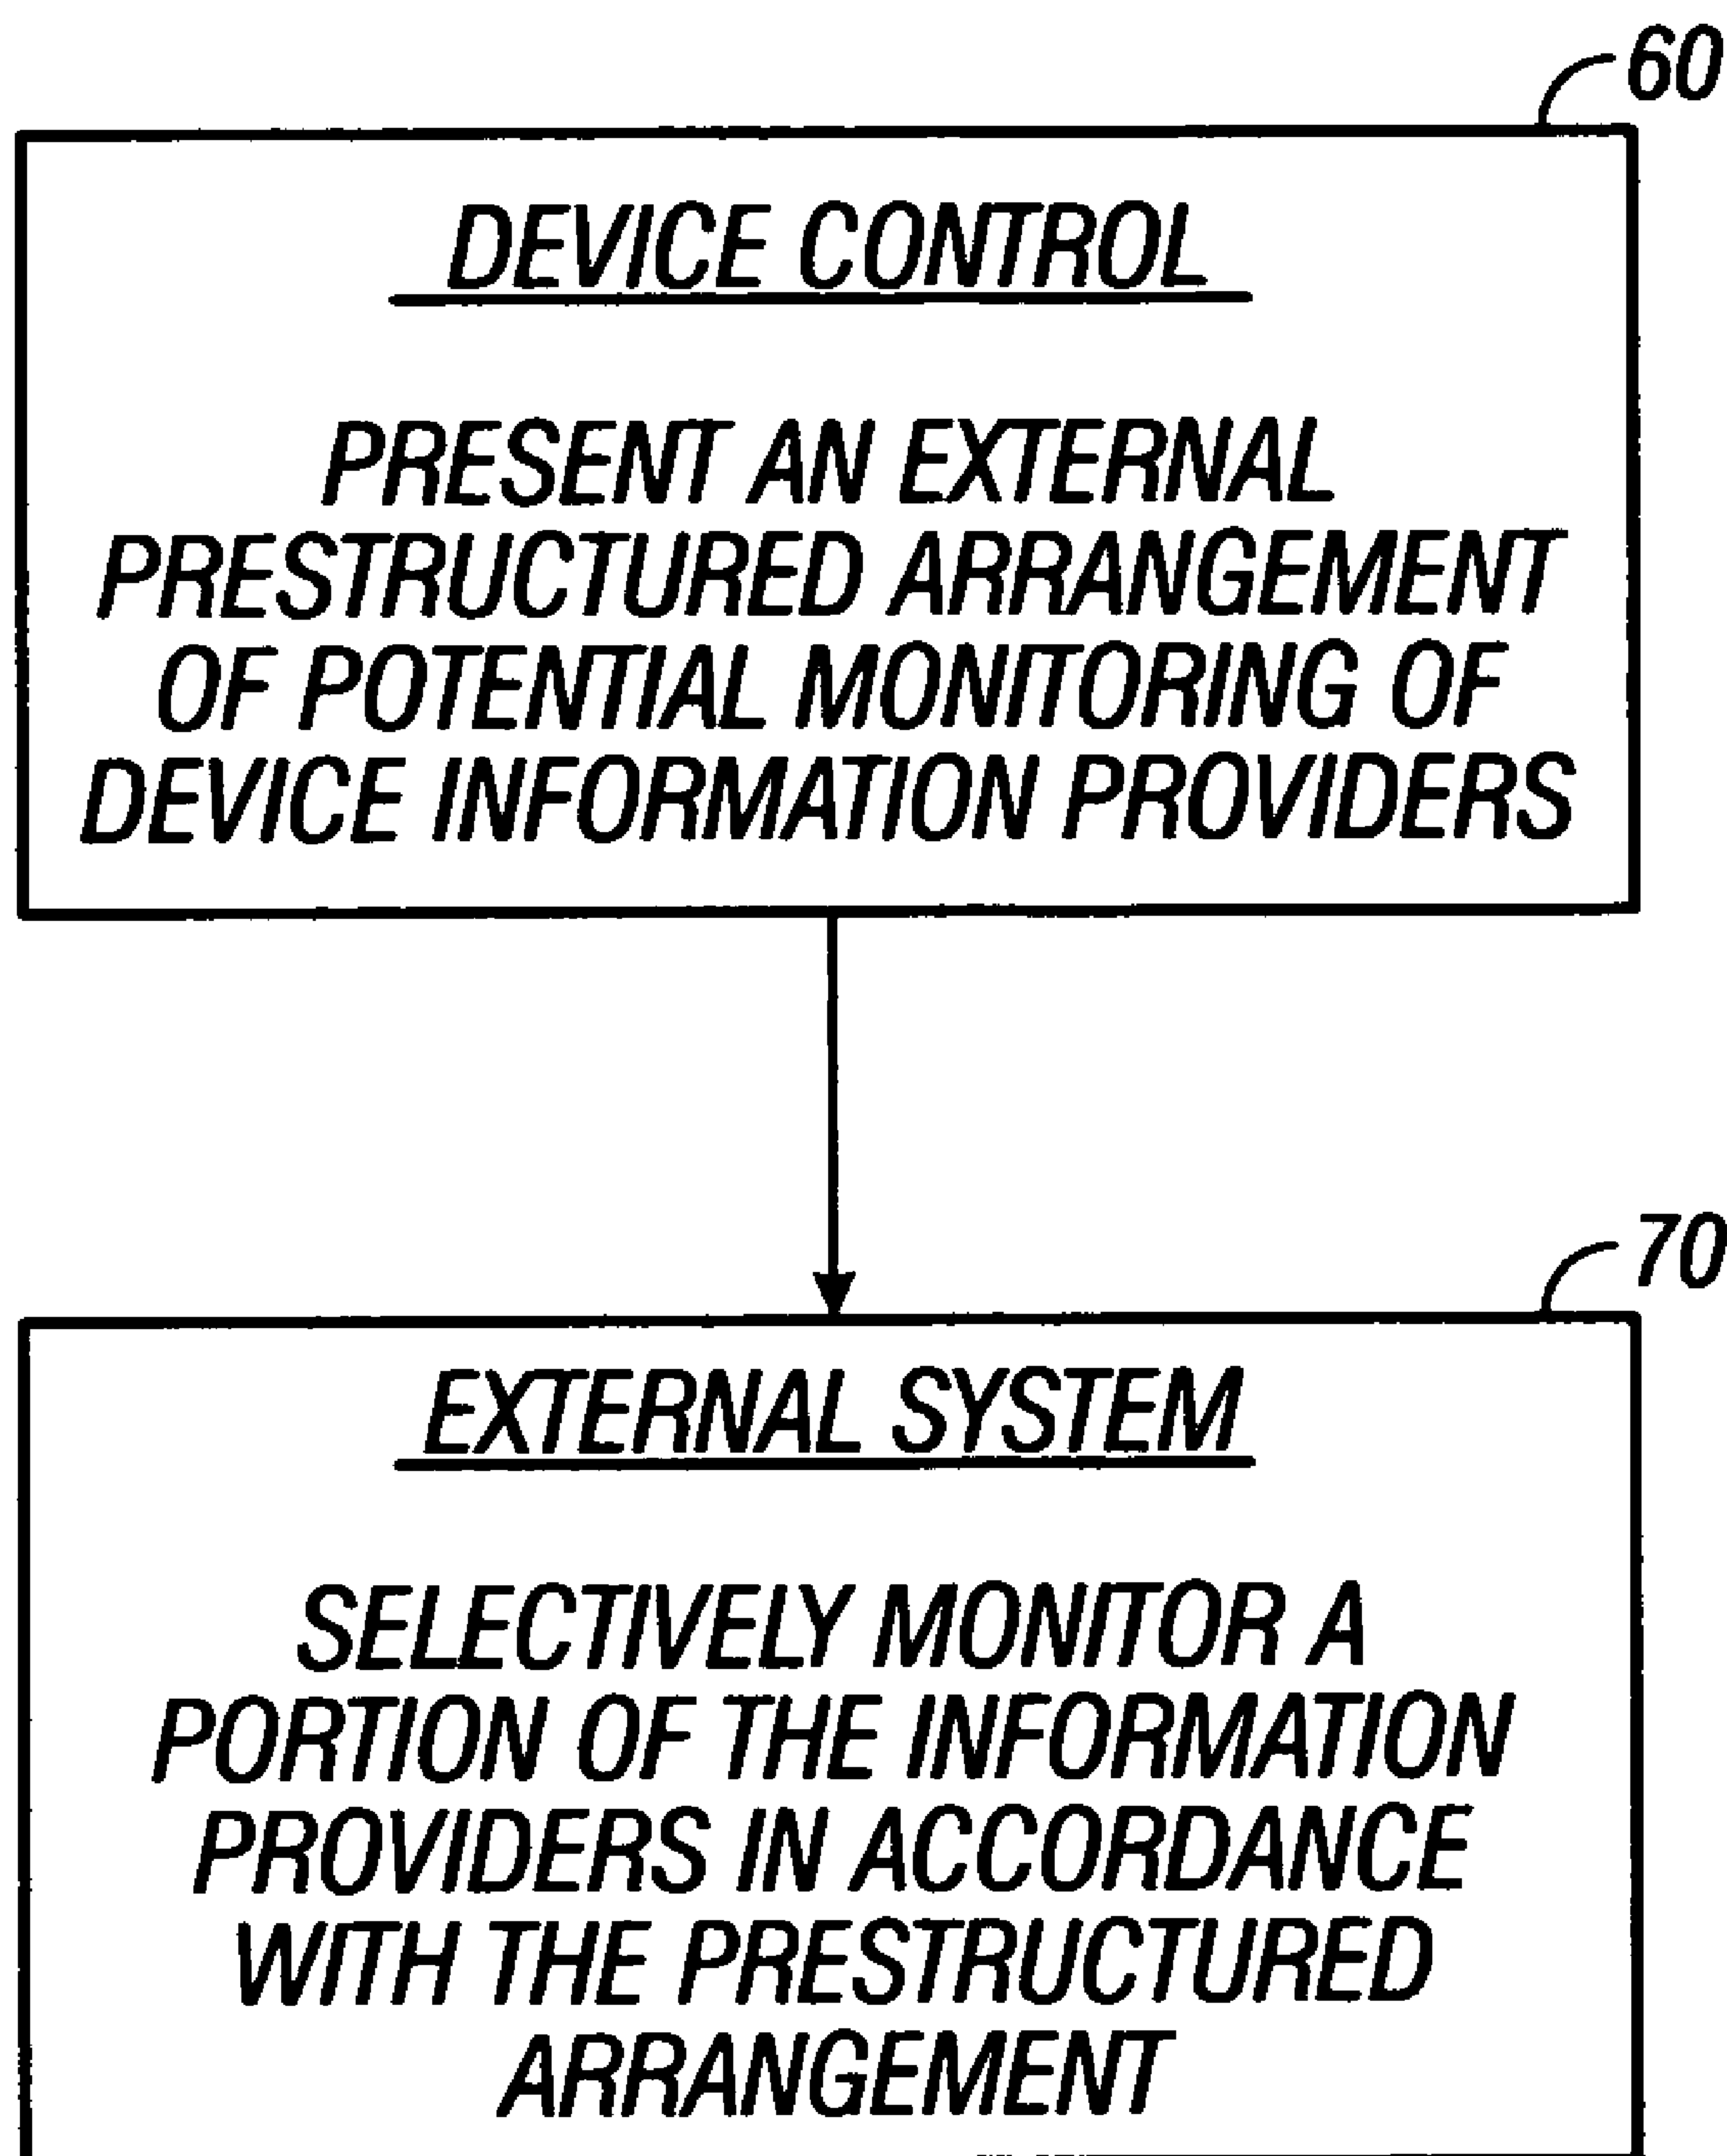 60
DEVICE CONTROL
PRESENT AN EXTERNAL
PRESTRUCTURED ARRANGEMENT
OF POTENTIAL MONITORING OF
DEVICE INFORMATION PROVIDERS
70
EXTERNAL SYSTEM
SELECTIVELY MONITOR A
PORTION OF THE INFORMATION
PROVIDERS IN ACCORDANCE
WITH THE PRESTRUCTURED
ARRANGEMENT